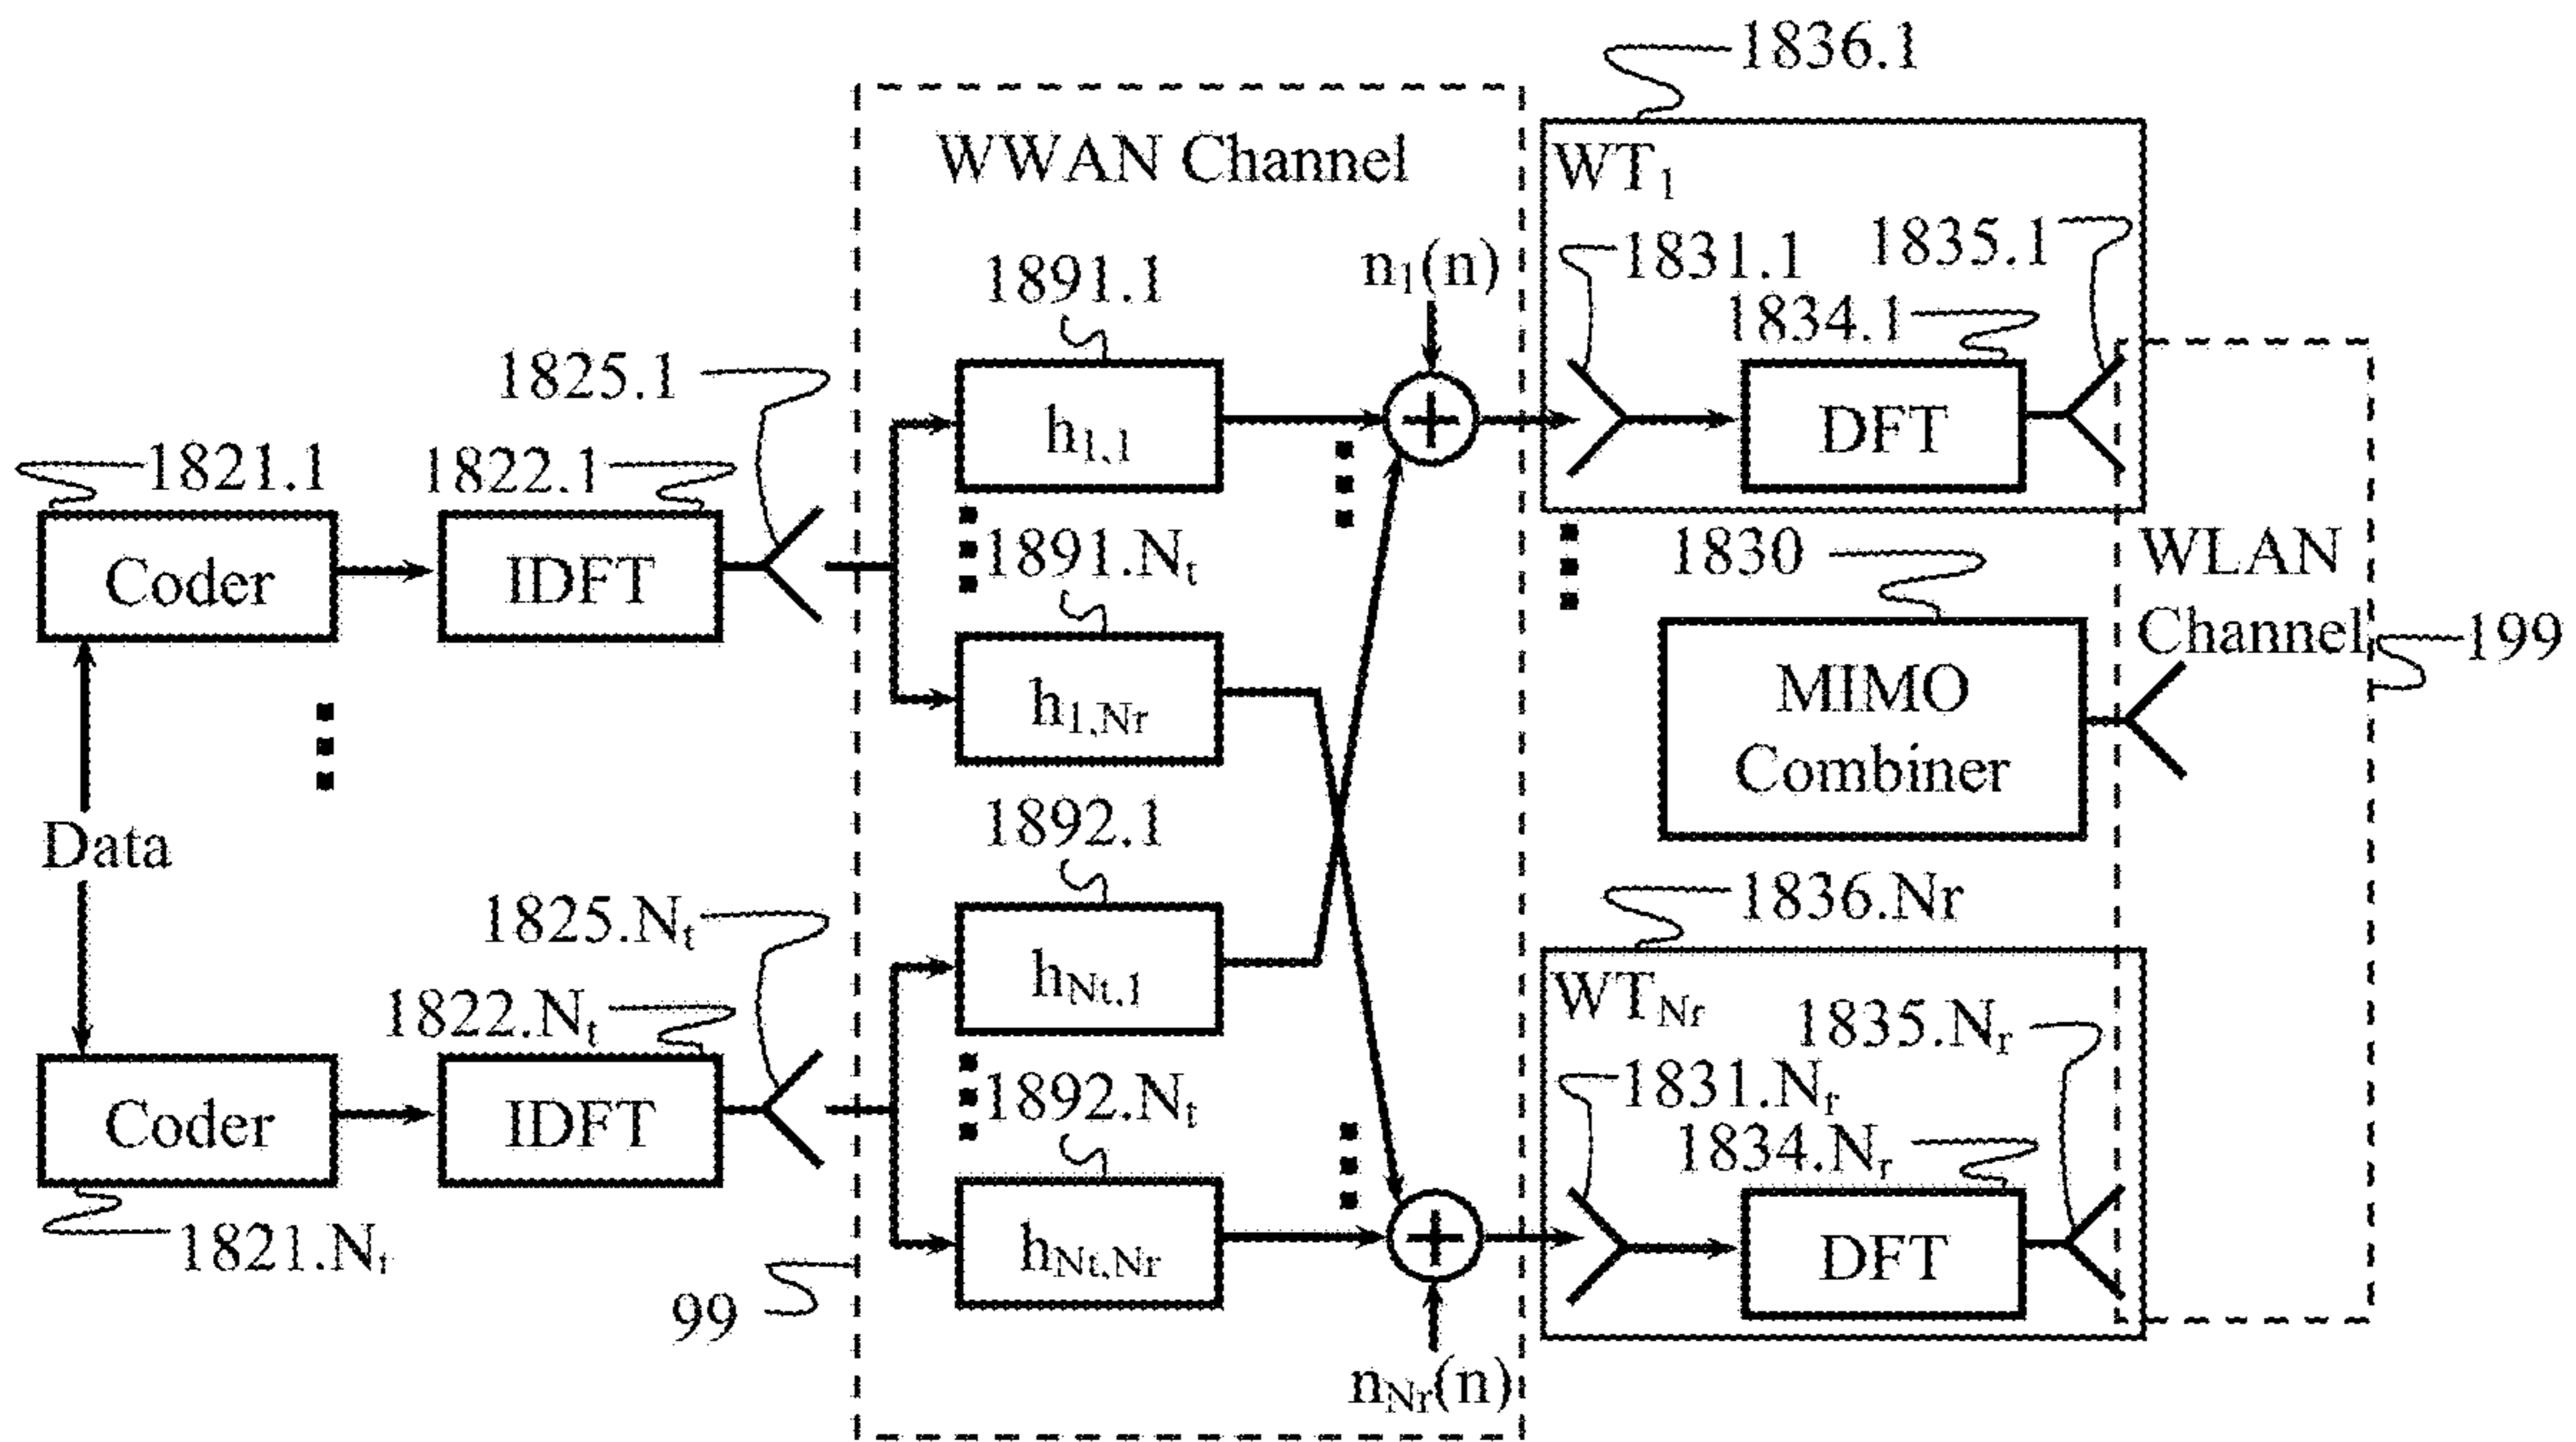 1836.1
WWAN Channel
WT1
1835.1
1831.1
n1(n)
1891.1
1834.1
1825.1
h1,1
DFT
1821.1
1822.1
1891.Nt
1830
WLAN
Channel
199
Coder
IDFT
h1,Nr
MIMO
Combiner
1892.1
Data
1836.Nr
1825.Nt
hNt,1
WTNr
1835.Nr
1822.Nt
1831.Nr
1892.Nt
1834.Nr
Coder
IDFT
1821.Nt
hNt,Nr
DFT
99
nNr(n)